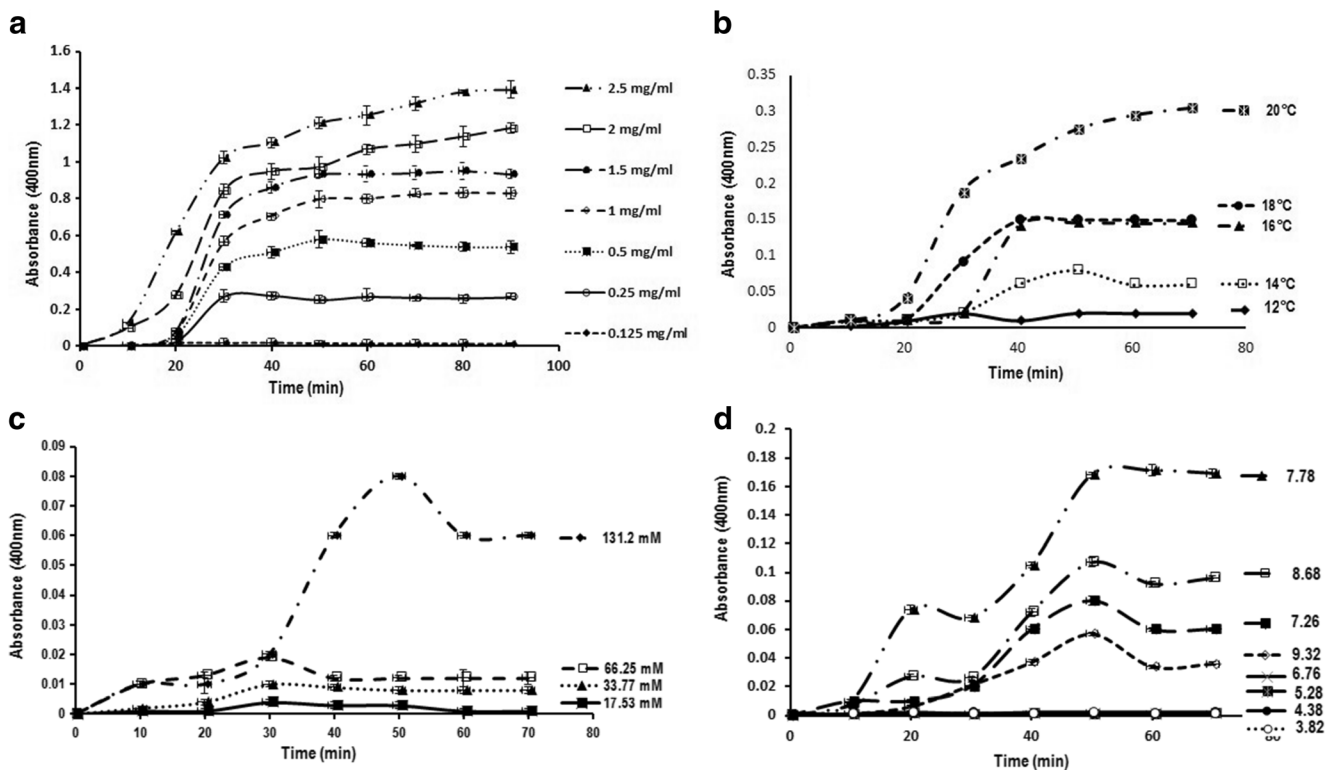 a
1.6
1.4
1.2
1
0.8
0.6
0.4
0.2
0
0
20
40
60
80
100
Absorbance (400nm)
Time (min)
2.5 mg/ml
2 mg/ml
1.5 mg/ml
1 mg/ml
0.5 mg/ml
0.25 mg/ml
0.125 mg/ml
b
0.35
0.3
0.25
0.2
0.15
0.1
0.05
0
0
20
40
60
80
Absorbance (400nm)
Time (min)
20°C
18°C
16°C
14°C
12°C
c
0.09
0.08
0.07
0.06
0.05
0.04
0.03
0.02
0.01
0
0
10
20
30
40
50
60
70
80
Absorbance (400nm)
Time (min)
131.2 mM
66.25 mM
33.77 mM
17.53 mM
d
0.2
0.18
0.16
0.14
0.12
0.1
0.08
0.06
0.04
0.02
0
0
20
40
60
80
Absorbance (400nm)
Time (min)
7.78
8.68
7.26
9.32
6.76
5.28
4.38
3.82